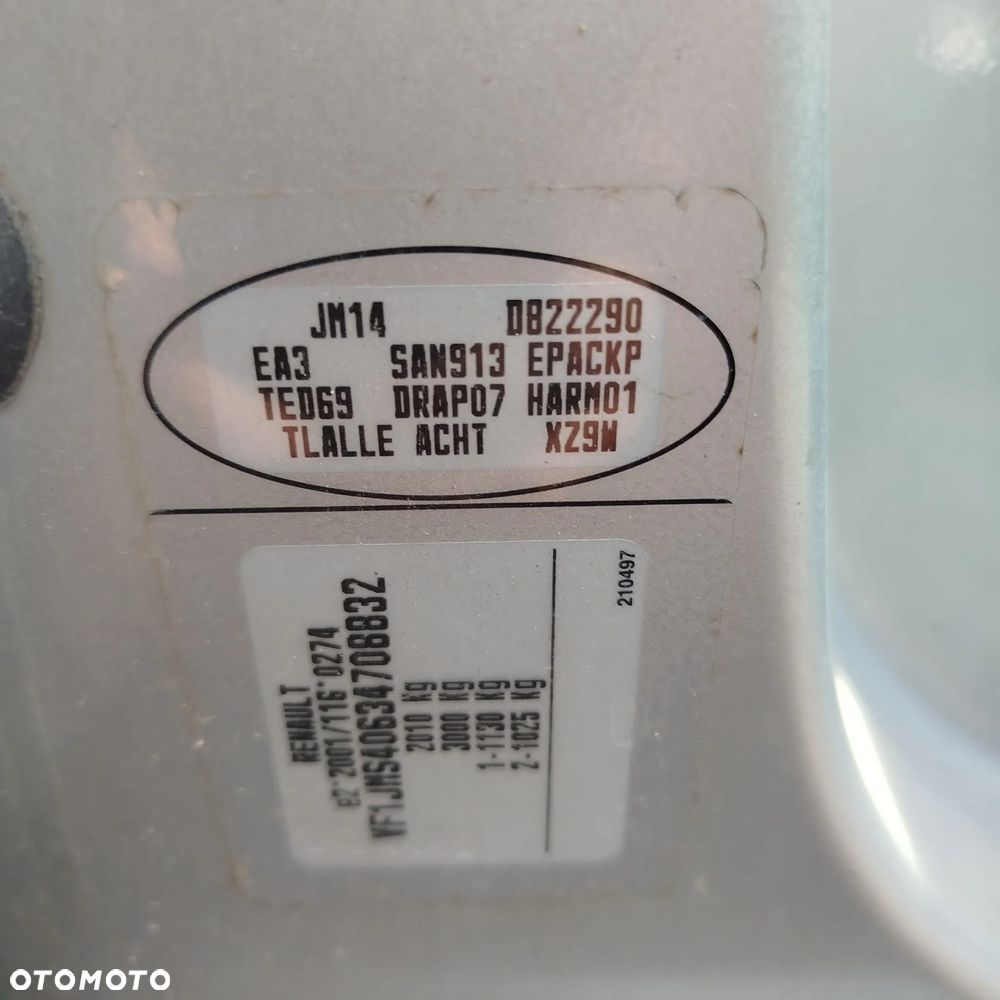 JM14 D822290
EA3 SAN913 EPACKP
TED69 DRAP07 HARM01
TLALLE ACHT XZ9W
RENAULT
e2*2001/116*0274
VF1JMS40634708832
2010 Kg
3000 Kg
1-1130 Kg
2-1025 Kg
210497
OTOMOTO